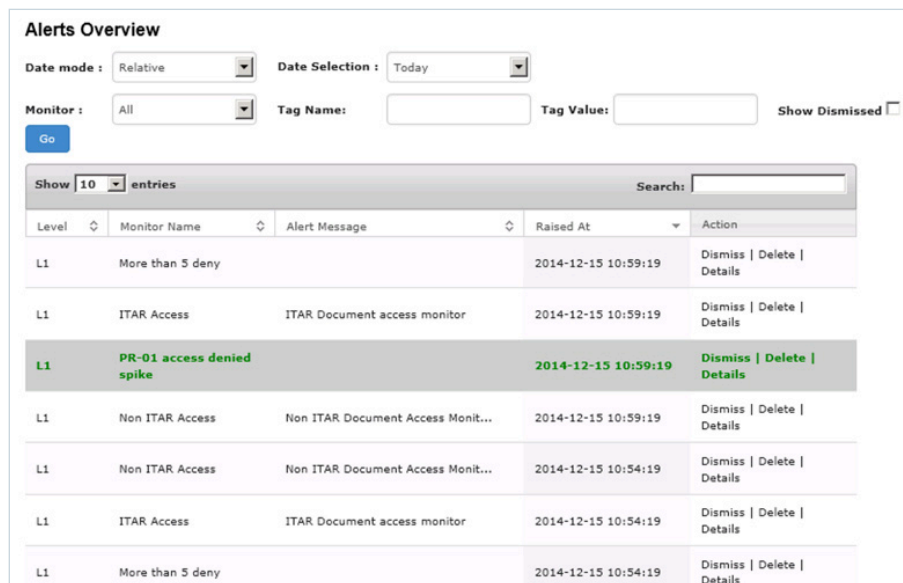 Alerts Overview
Date mode : Relative Date Selection : Today
Monitor : All Tag Name: Tag Value: Show Dismissed
Go
Show 10 entries Search:
Level Monitor Name Alert Message Raised At Action
L1 More than 5 deny 2014-12-15 10:59:19 Dismiss | Delete |
Details
L1 ITAR Access ITAR Document access monitor 2014-12-15 10:59:19 Dismiss | Delete |
Details
L1 PR-01 access denied 2014-12-15 10:59:19 Dismiss | Delete |
spike Details
L1 Non ITAR Access Non ITAR Document Access Monit... 2014-12-15 10:59:19 Dismiss | Delete |
Details
L1 Non ITAR Access Non ITAR Document Access Monit... 2014-12-15 10:54:19 Dismiss | Delete |
Details
L1 ITAR Access ITAR Document access monitor 2014-12-15 10:54:19 Dismiss | Delete |
Details
L1 More than 5 deny 2014-12-15 10:54:19 Dismiss | Delete |
Details